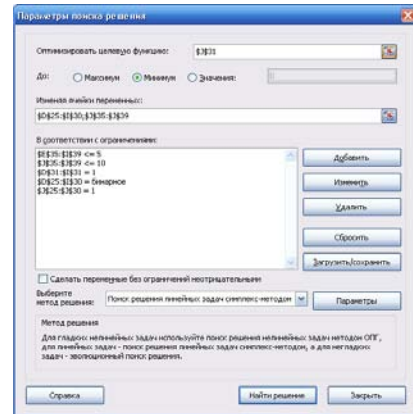 Параметры поиска решения
Оптимизировать целевую функцию:
$J$31
До:
Максимум
Минимум
Значения:
0
Изменяя ячейки переменных:
$D$25:$I$30;$J$35:$J$39
В соответствии с ограничениями:
$E$35:$I$39 <= 5
$J$35:$J$39 <= 10
$D$31:$I$31 = 1
$D$25:$I$30 = бинарное
$J$25:$J$30 = 1
Добавить
Изменить
Удалить
Сбросить
Загрузить/сохранить
Сделать переменные без ограничений неотрицательными
Выберите
метод решения:
Поиск решения линейных задач симплекс-методом
Параметры
Метод решения
Для гладких нелинейных задач используйте поиск решения нелинейных задач методом ОПГ,
для линейных задач - поиск решения линейных задач симплекс-методом, а для негладких
задач - эволюционный поиск решения.
Справка
Найти решение
Закрыть